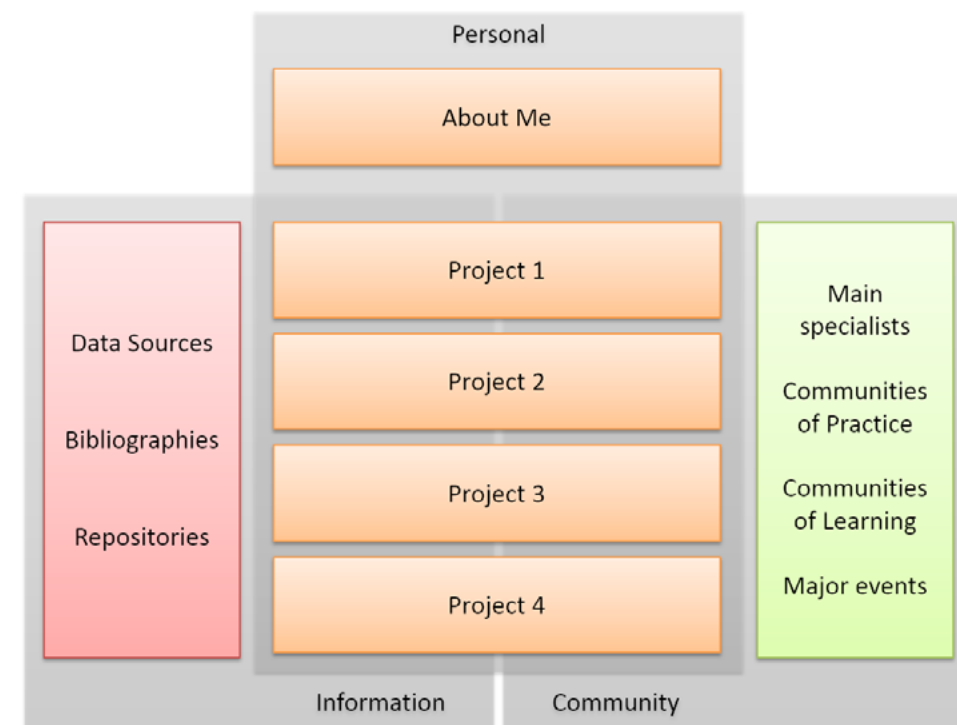 Personal
About Me
Data Sources
Bibliographies
Repositories
Project 1
Project 2
Project 3
Project 4
Main
specialists
Communities
of Practice
Communities
of Learning
Major events
Information
Community